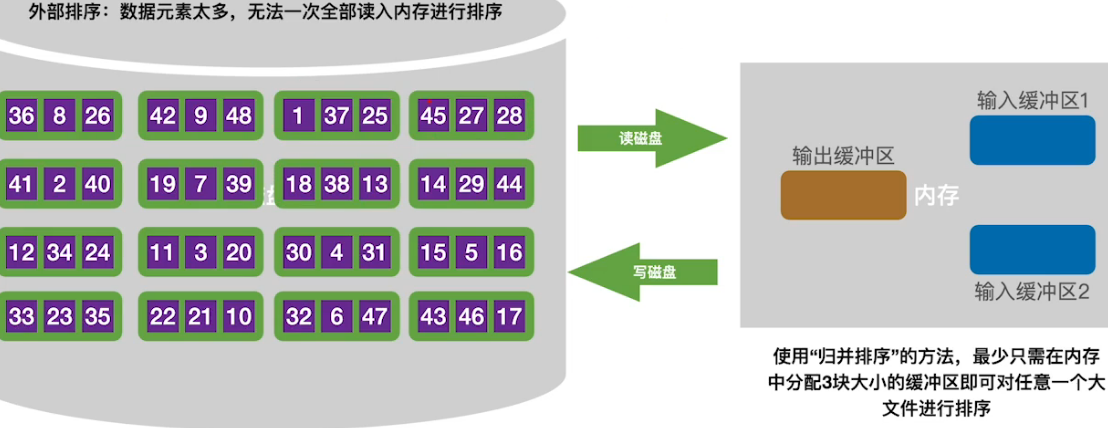 外部排序：数据元素太多，无法一次全部读入内存进行排序
36 8 26 42 9 48 1 37 25 45 27 28
41 2 40 19 7 39 18 38 13 14 29 44
盘
12 34 24 11 3 20 30 4 31 15 5 16
33 23 35 22 21 10 32 6 47 43 46 17
读磁盘
写磁盘
输入缓冲区1
输出缓冲区
内存
输入缓冲区2
使用“归并排序”的方法，最少只需在内存
中分配3块大小的缓冲区即可对任意一个大
文件进行排序